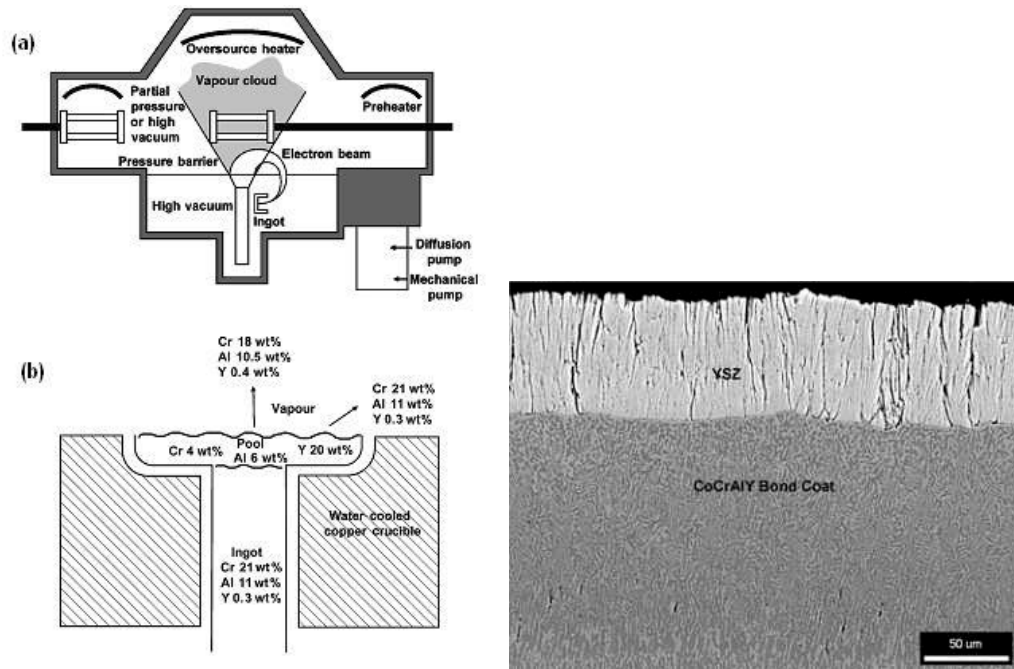 (a)
Oversource heater
Vapour cloud
Partial
pressure
or high
vacuum
Preheater
Pressure barrier
Electron beam
High vacuum
Ingot
Diffusion
pump
Mechanical
pump
(b)
Cr 18 wt%
Al 10.5 wt%
Y 0.4 wt%
Vapour
Cr 21 wt%
Al 11 wt%
Y 0.3 wt%
Cr 4 wt%
Pool
Al 6 wt%
Y 20 wt%
Water-cooled
copper crucible
Ingot
Cr 21 wt%
Al 11 wt%
Y 0.3 wt%
YSZ
CoCrAlY Bond Coat
50 um